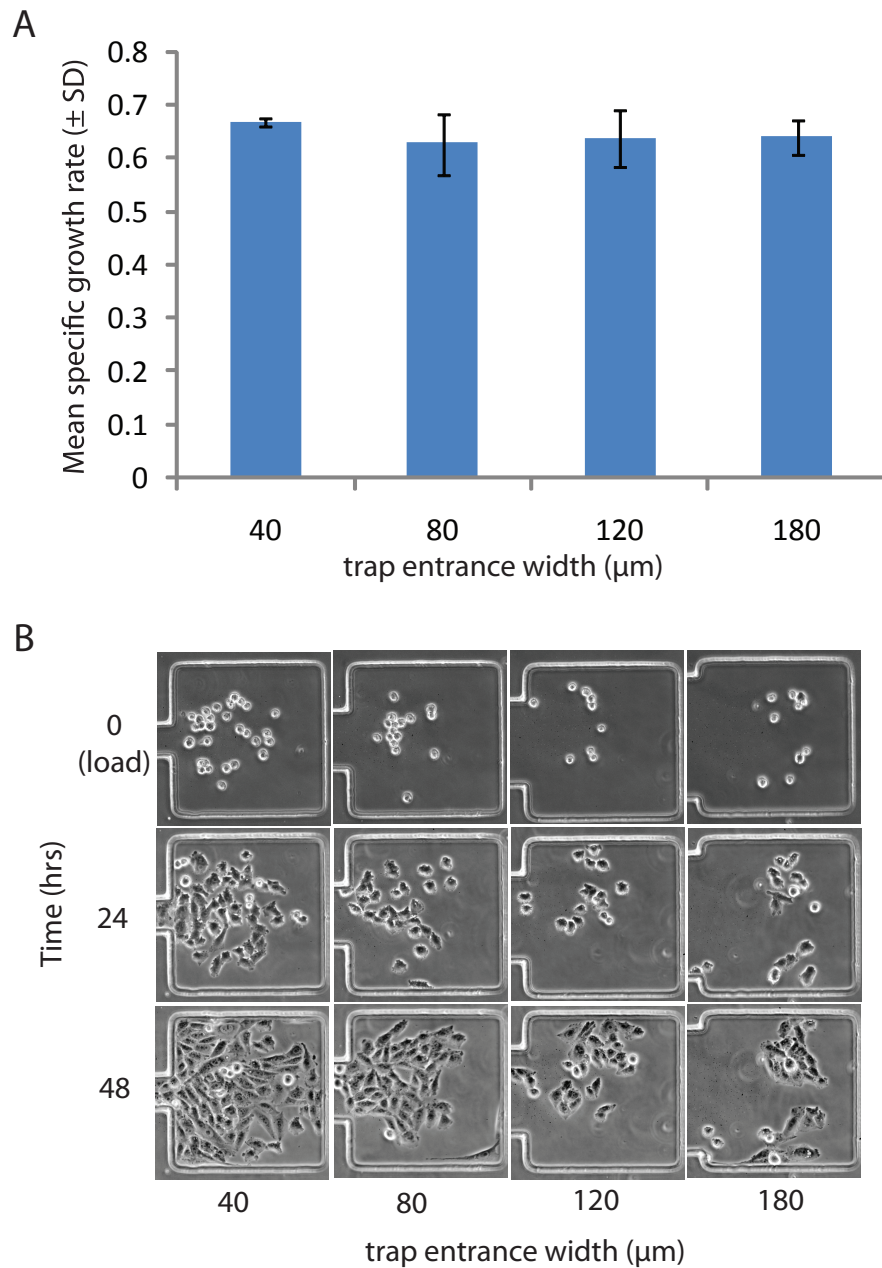 A
Mean specific growth rate (± SD)
0.8
0.7
0.6
0.5
0.4
0.3
0.2
0.1
0
40 80 120 180
trap entrance width (µm)
B
Time (hrs)
0
(load)
24
48
40 80 120 180
trap entrance width (µm)